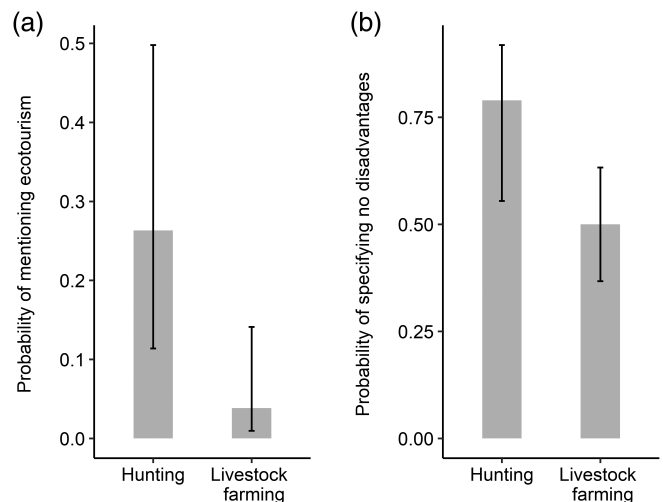 (a)
Probability of mentioning ecotourism
0.5
0.4
0.3
0.2
0.1
0.0
Hunting
Livestock
farming
(b)
Probability of specifying no disadvantages
0.75
0.50
0.25
0.00
Hunting
Livestock
farming